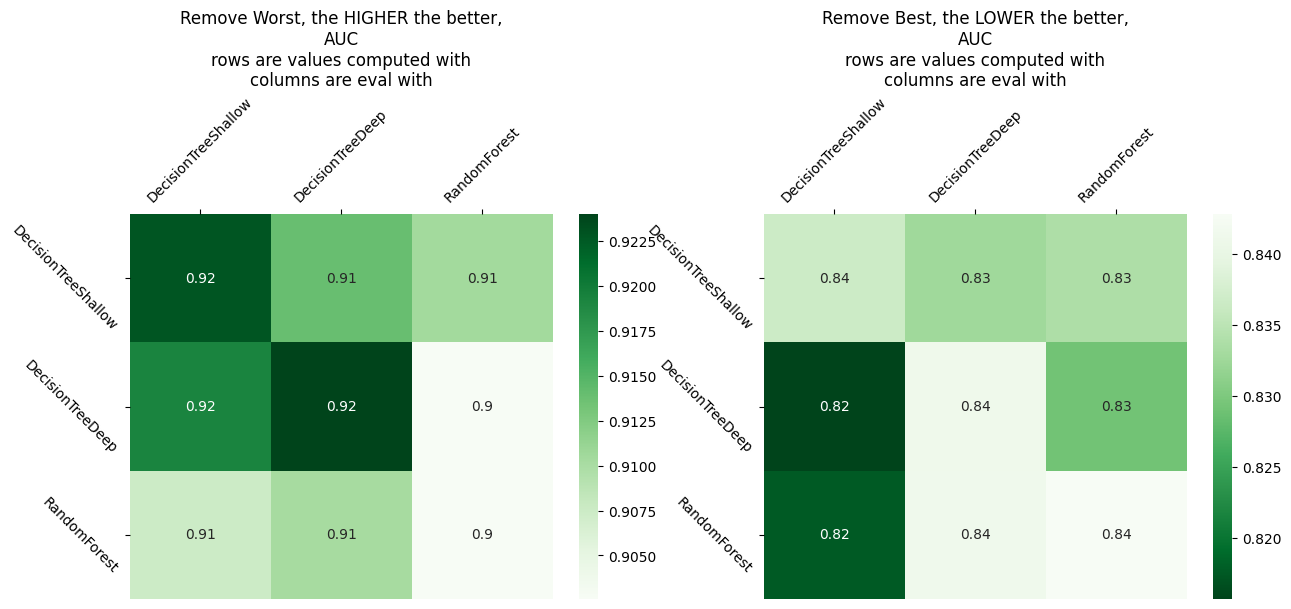 Remove Worst, the HIGHER the better,
AUC
rows are values computed with
columns are eval with
DecisionTreeShallow
DecisionTreeDeep
RandomForest
DecisionTreeShallow
0.92
0.91
0.91
DecisionTreeDeep
0.92
0.92
0.9
RandomForest
0.91
0.91
0.9
0.9225
0.9200
0.9175
0.9150
0.9125
0.9100
0.9075
0.9050
Remove Best, the LOWER the better,
AUC
rows are values computed with
columns are eval with
DecisionTreeShallow
DecisionTreeDeep
RandomForest
DecisionTreeShallow
0.84
0.83
0.83
DecisionTreeDeep
0.82
0.84
0.83
RandomForest
0.82
0.84
0.84
0.840
0.835
0.830
0.825
0.820